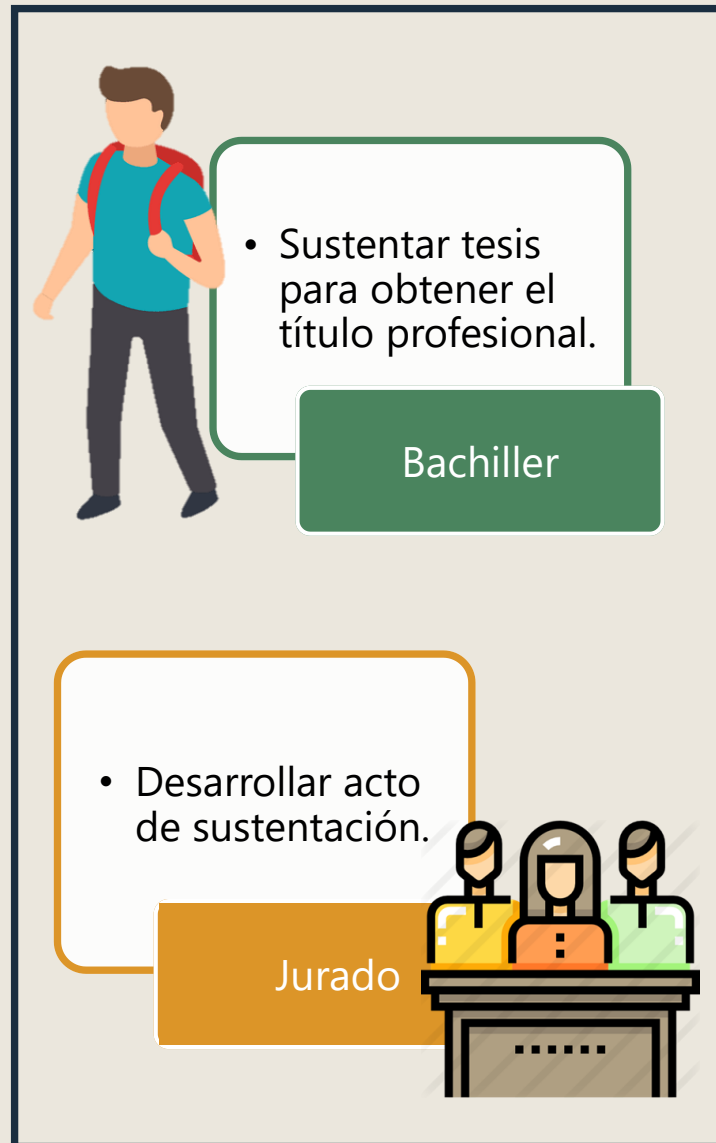 • Sustentar tesis
para obtener el
título profesional.
Bachiller
• Desarrollar acto
de sustentación.
Jurado